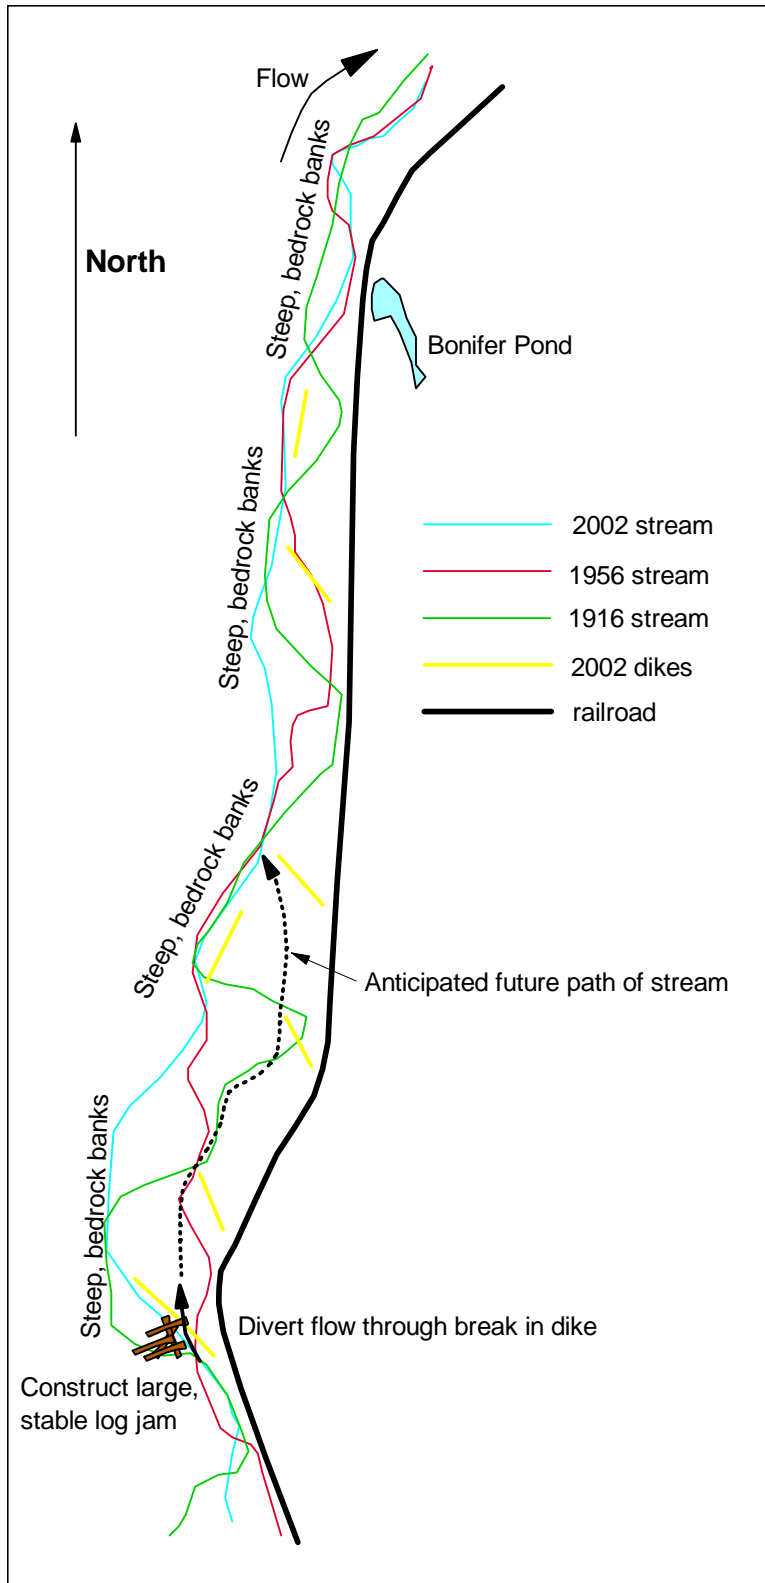 Flow
North
Steep, bedrock banks
Bonifer Pond
Steep, bedrock banks
2002 stream
1956 stream
1916 stream
2002 dikes
railroad
Steep, bedrock banks
Anticipated future path of stream
Steep, bedrock banks
Divert flow through break in dike
Construct large,
stable log jam